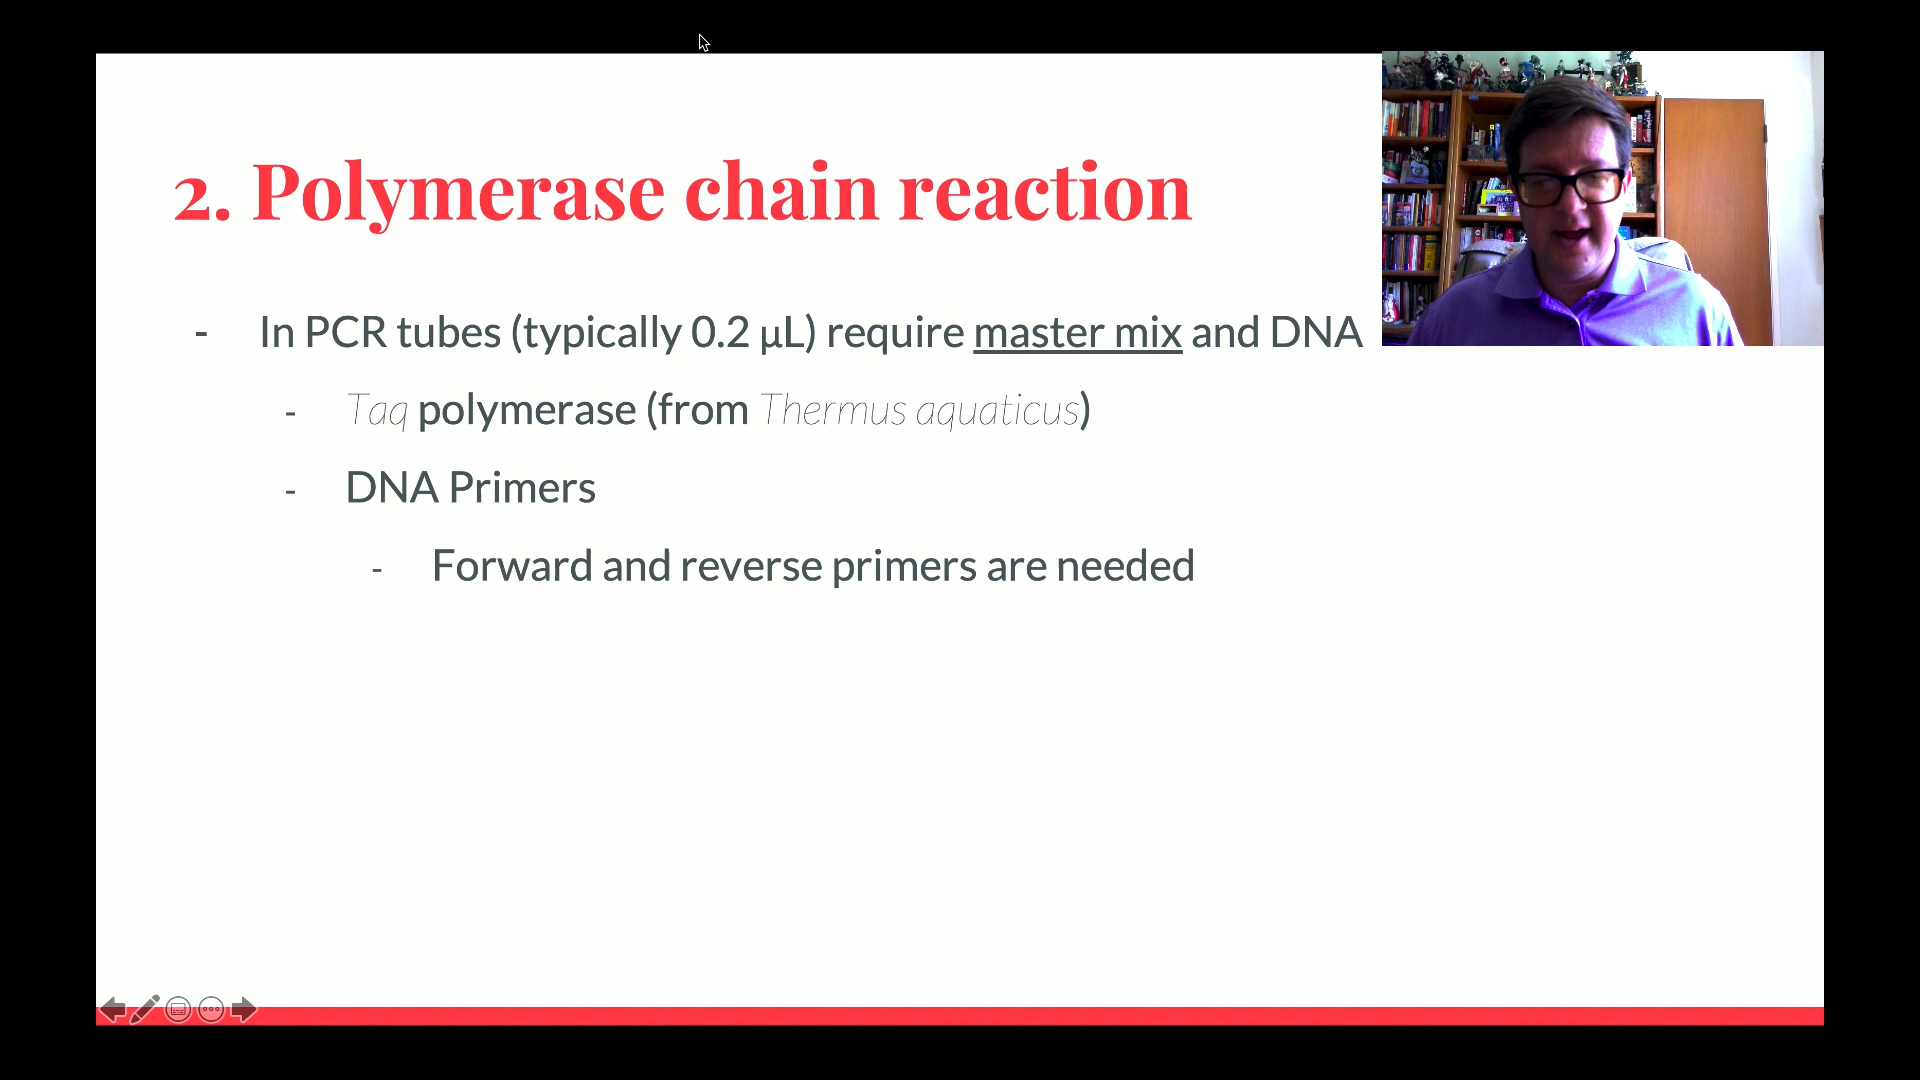 2. Polymerase chain reaction
- In PCR tubes (typically 0.2 µL) require master mix and DNA
- Taq polymerase (from Thermus aquaticus)
- DNA Primers
- Forward and reverse primers are needed